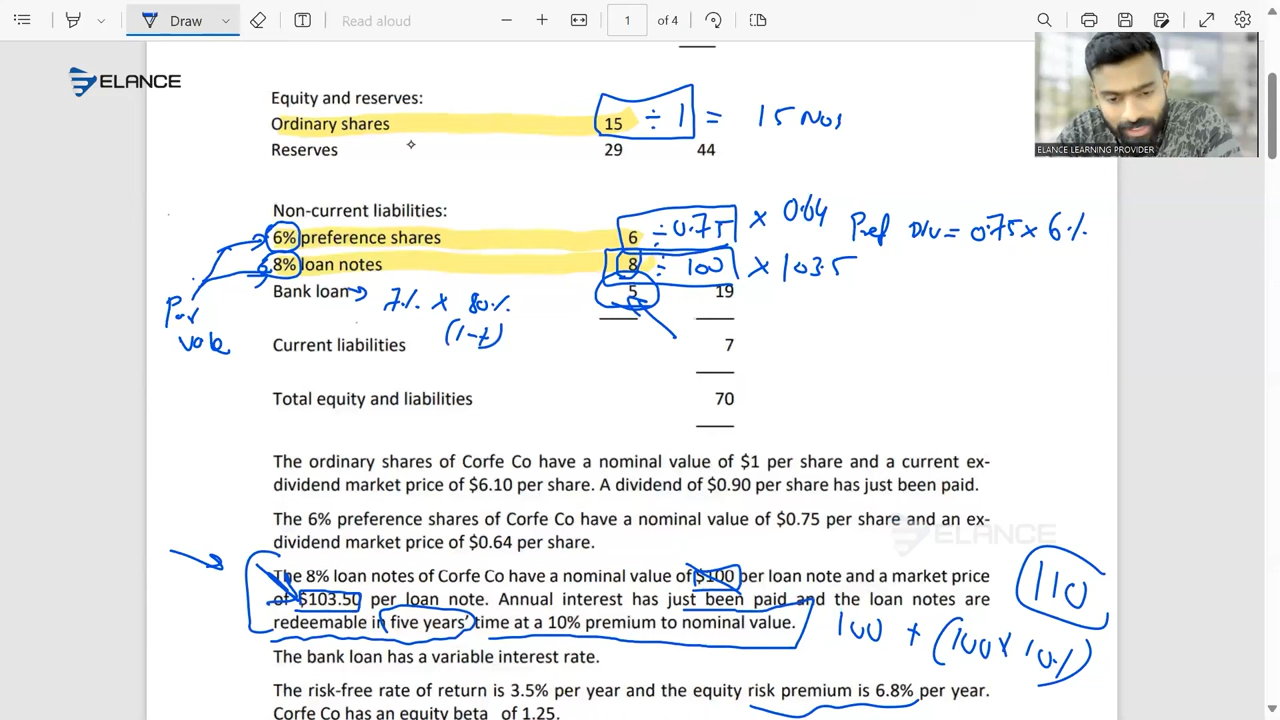 Draw
Read aloud
1 of 4
ELANCE
ELANCE LEARNING PROVIDER
Equity and reserves:
Ordinary shares 15 ÷ 1 = 15 Nos
Reserves 29 44
Non-current liabilities:
6% preference shares 6 ÷ 0.75 × 0.64 Pref Div = 0.75 × 6%
8% loan notes 8 ÷ 100 × 103.5
Bank loan 7% × 80% 5 19
(1-t)
Par
value
Current liabilities 7
Total equity and liabilities 70
The ordinary shares of Corfe Co have a nominal value of $1 per share and a current ex-
dividend market price of $6.10 per share. A dividend of $0.90 per share has just been paid.
The 6% preference shares of Corfe Co have a nominal value of $0.75 per share and an ex-
dividend market price of $0.64 per share.
ELANCE
The 8% loan notes of Corfe Co have a nominal value of $100 per loan note and a market price
of $103.50 per loan note. Annual interest has just been paid and the loan notes are
redeemable in five years' time at a 10% premium to nominal value.
110
100 + (100 × 10%)
The bank loan has a variable interest rate.
The risk-free rate of return is 3.5% per year and the equity risk premium is 6.8% per year.
Corfe Co has an equity beta of 1.25.